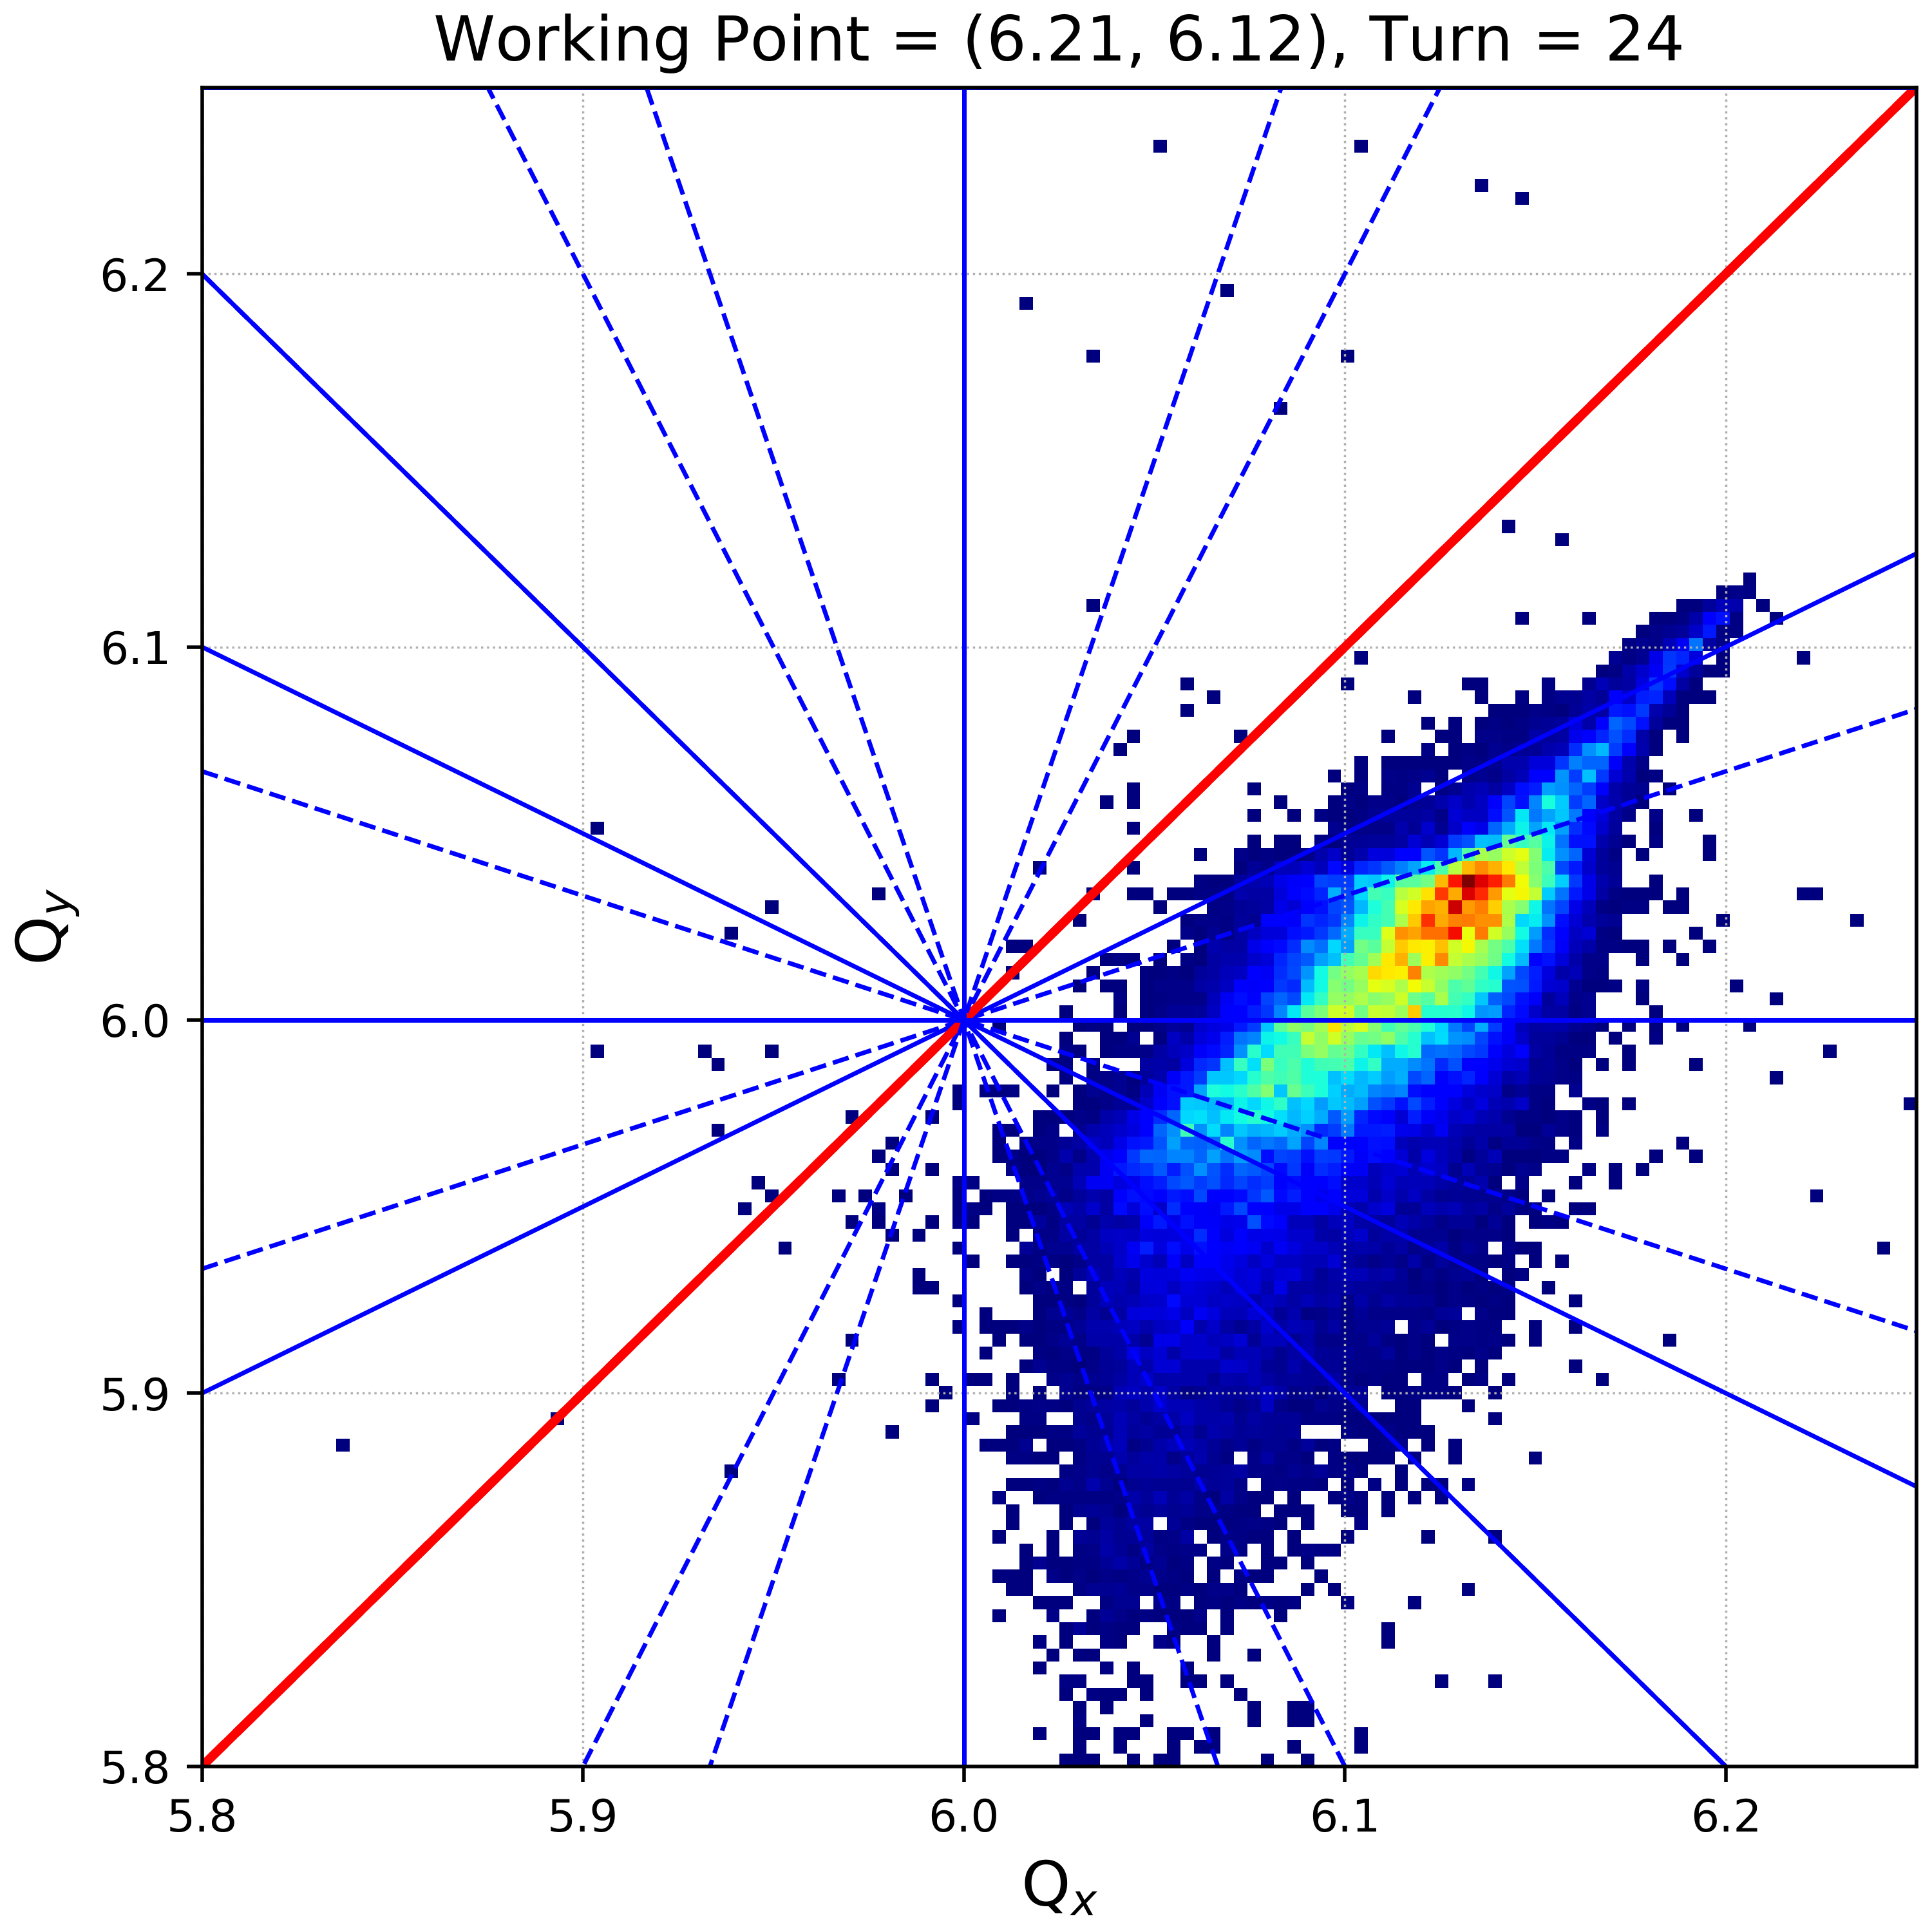 Working Point = (6.21, 6.12), Turn = 24
6.2
6.1
6.0
5.9
5.8
Qy
5.8 5.9 6.0 6.1 6.2
Qx